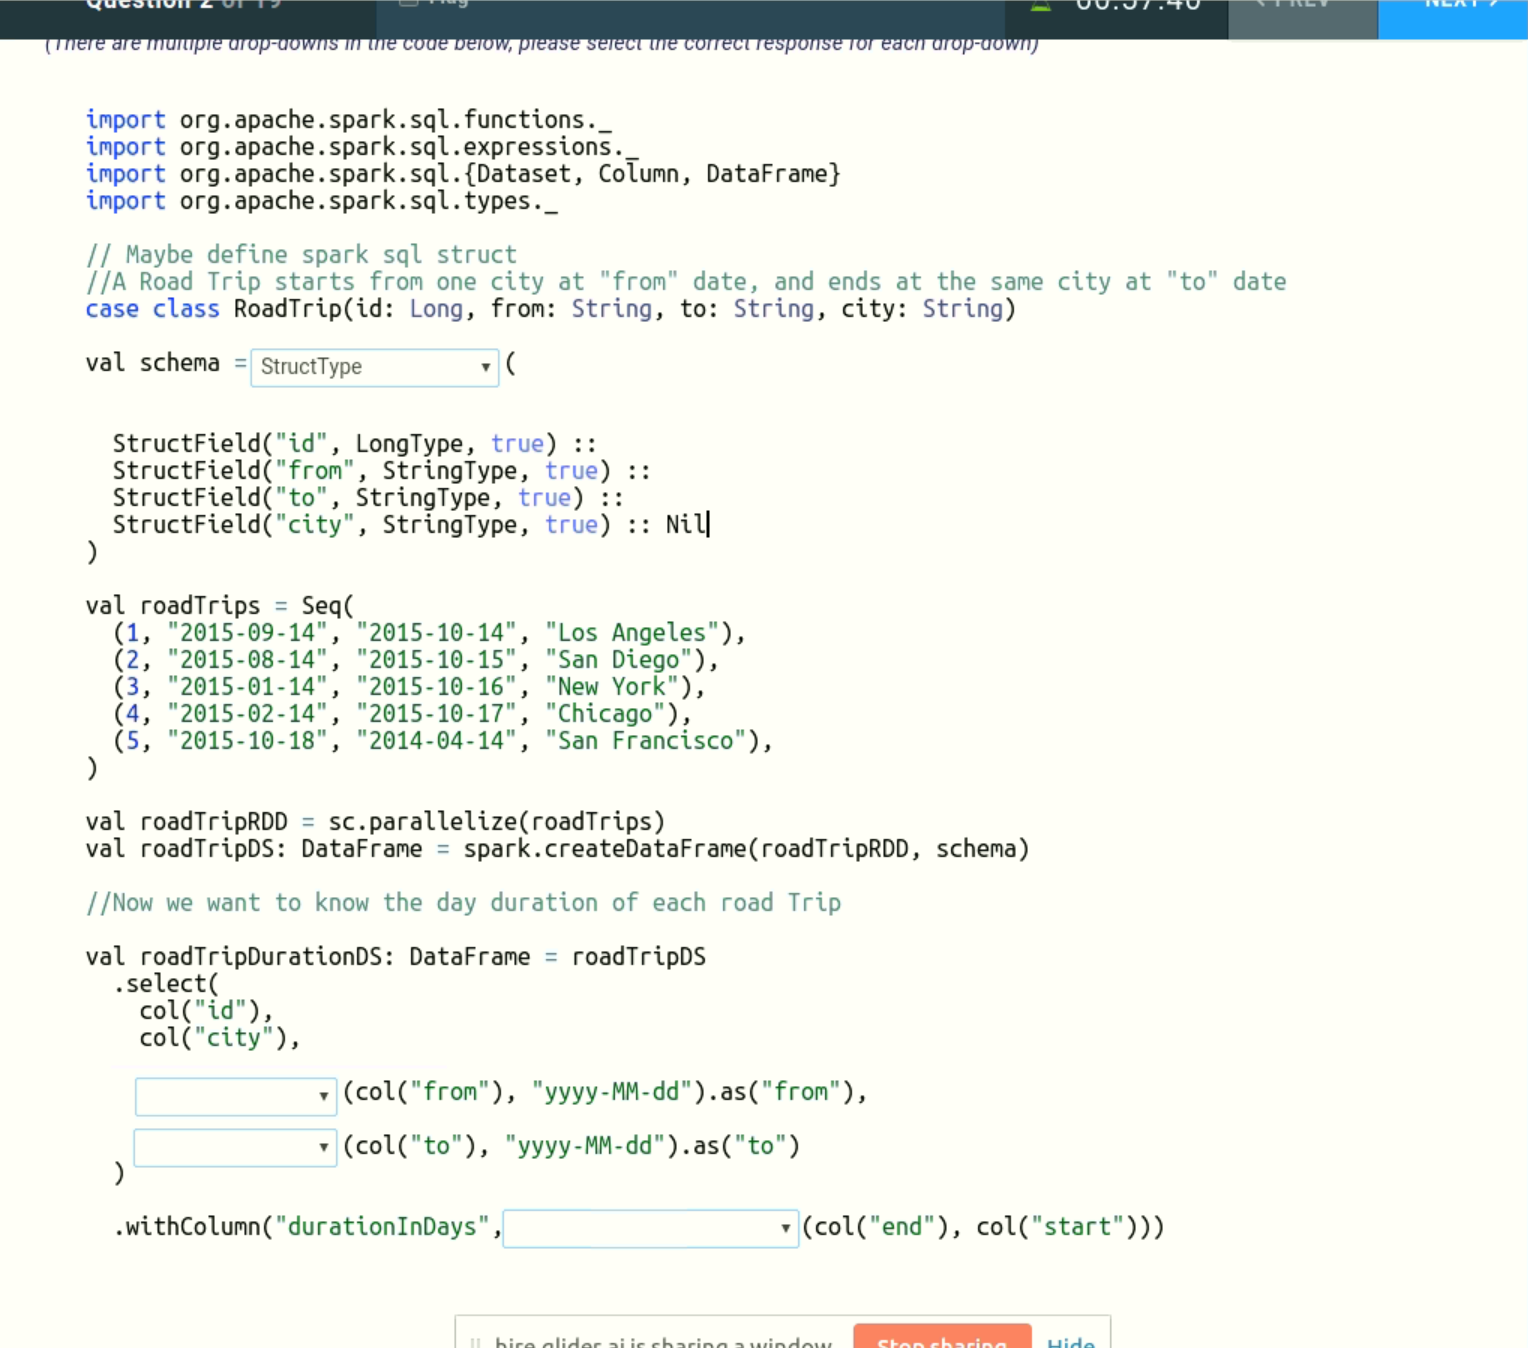 Question 2 of 19
Flag
00:57:40
< PREV
NEXT >
(There are multiple drop-downs in the code below, please select the correct response for each drop-down)
import org.apache.spark.sql.functions._
import org.apache.spark.sql.expressions._
import org.apache.spark.sql.{Dataset, Column, DataFrame}
import org.apache.spark.sql.types._
// Maybe define spark sql struct
//A Road Trip starts from one city at "from" date, and ends at the same city at "to" date
case class RoadTrip(id: Long, from: String, to: String, city: String)
val schema = StructType (
StructField("id", LongType, true) ::
StructField("from", StringType, true) ::
StructField("to", StringType, true) ::
StructField("city", StringType, true) :: Nil
)
val roadTrips = Seq(
(1, "2015-09-14", "2015-10-14", "Los Angeles"),
(2, "2015-08-14", "2015-10-15", "San Diego"),
(3, "2015-01-14", "2015-10-16", "New York"),
(4, "2015-02-14", "2015-10-17", "Chicago"),
(5, "2015-10-18", "2014-04-14", "San Francisco"),
)
val roadTripRDD = sc.parallelize(roadTrips)
val roadTripDS: DataFrame = spark.createDataFrame(roadTripRDD, schema)
//Now we want to know the day duration of each road Trip
val roadTripDurationDS: DataFrame = roadTripDS
.select(
col("id"),
col("city"),
(col("from"), "yyyy-MM-dd").as("from"),
(col("to"), "yyyy-MM-dd").as("to")
)
.withColumn("durationInDays", (col("end"), col("start")))
hire.glider.ai is sharing a window.
Stop sharing
Hide